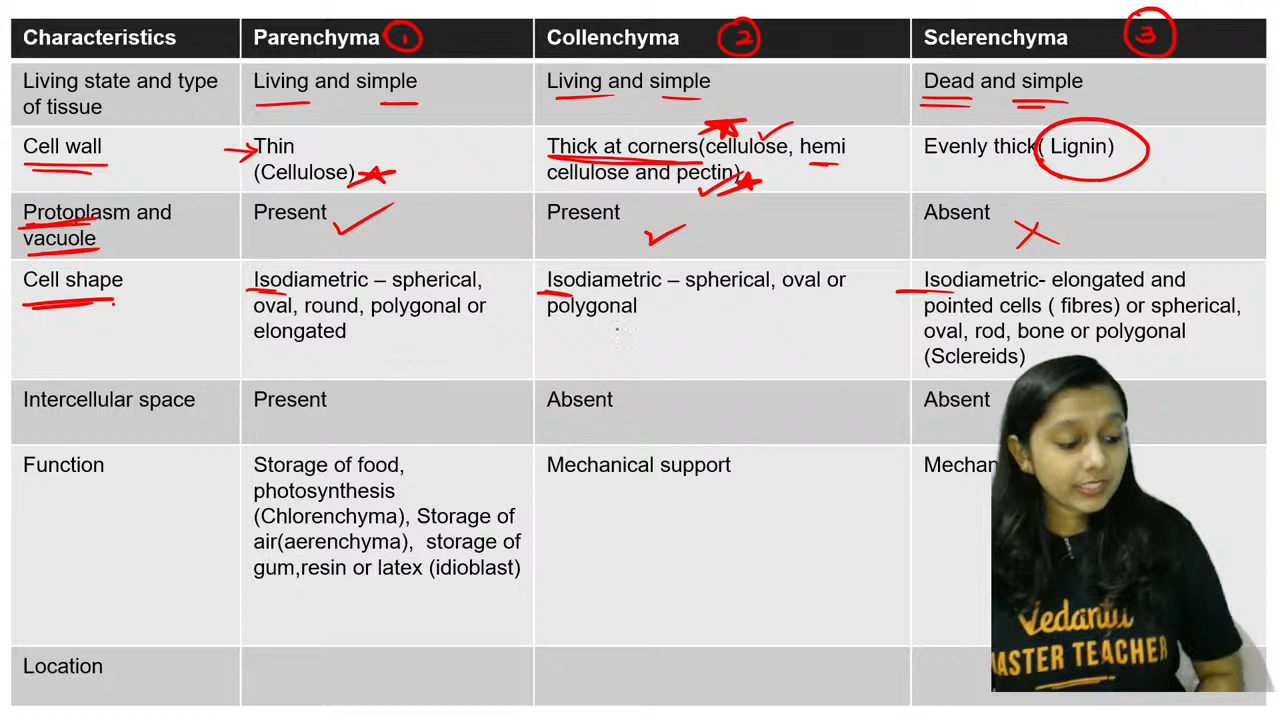 Characteristics
Parenchyma 1
Collenchyma 2
Sclerenchyma 3
Living state and type
of tissue
Living and simple
Living and simple
Dead and simple
Cell wall
Thin
(Cellulose)
Thick at corners(cellulose, hemi
cellulose and pectin)
Evenly thick( Lignin)
Protoplasm and
vacuole
Present
Present
Absent
Cell shape
Isodiametric – spherical,
oval, round, polygonal or
elongated
Isodiametric – spherical, oval or
polygonal
Isodiametric- elongated and
pointed cells ( fibres) or spherical,
oval, rod, bone or polygonal
(Sclereids)
Intercellular space
Present
Absent
Absent
Function
Storage of food,
photosynthesis
(Chlorenchyma), Storage of
air(aerenchyma), storage of
gum,resin or latex (idioblast)
Mechanical support
Location
Vedantu
MASTER TEACHER